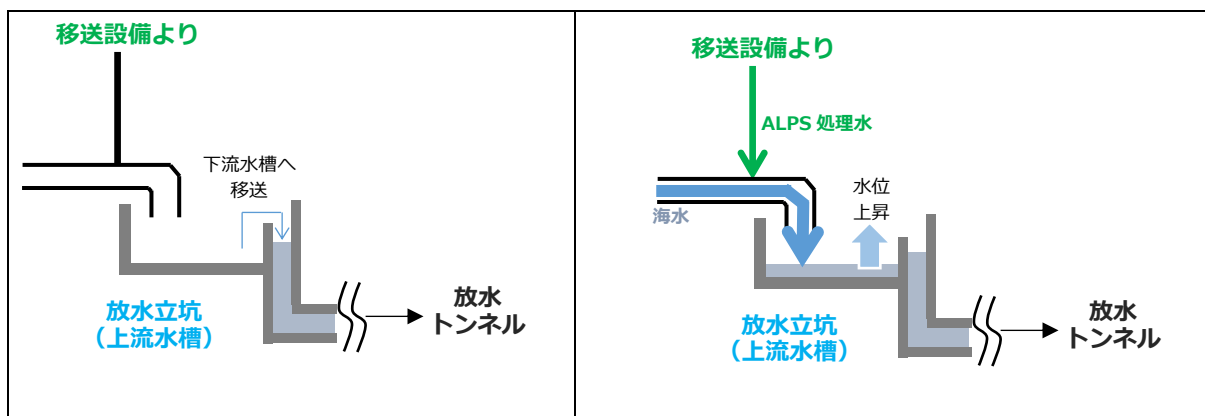 移送設備より
下流水槽へ
移送
放水立坑
（上流水槽）
放水
トンネル
移送設備より
ALPS 処理水
海水
水位
上昇
放水立坑
（上流水槽）
放水
トンネル